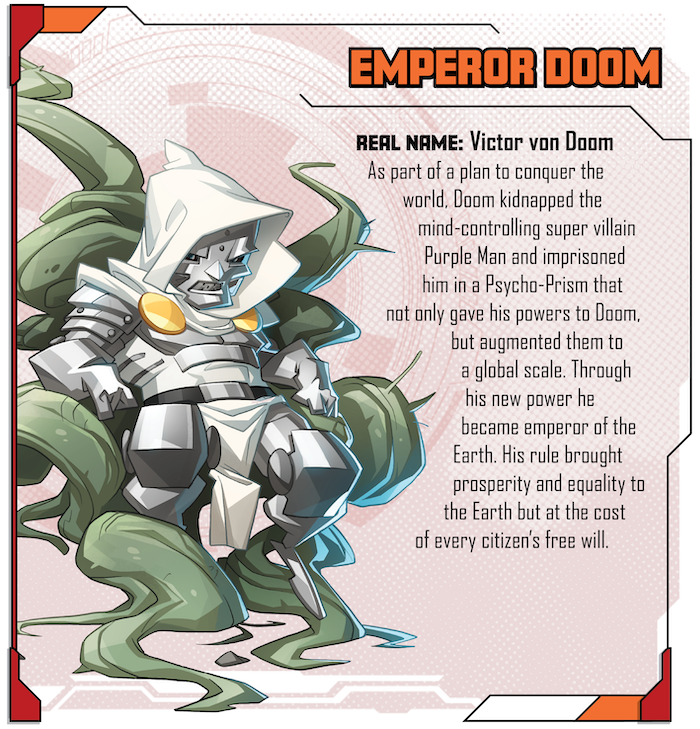 EMPEROR DOOM
REAL NAME: Victor von Doom
As part of a plan to conquer the
world, Doom kidnapped the
mind-controlling super villain
Purple Man and imprisoned
him in a Psycho-Prism that
not only gave his powers to Doom,
but augmented them to
a global scale. Through
his new power he
became emperor of the
Earth. His rule brought
prosperity and equality to
the Earth but at the cost
of every citizen’s free will.